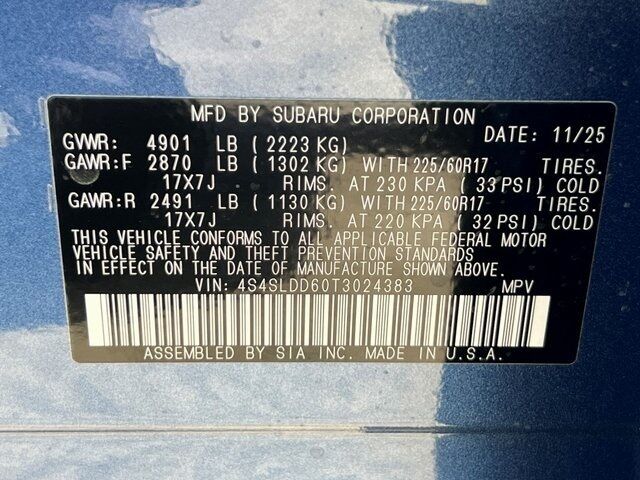 MFD BY SUBARU CORPORATION
GVWR: 4901 LB ( 2223 KG) DATE: 11/25
GAWR:F 2870 LB ( 1302 KG) WITH 225/60R17 TIRES.
17X7J RIMS. AT 230 KPA ( 33 PSI) COLD
GAWR:R 2491 LB ( 1130 KG) WITH 225/60R17 TIRES.
17X7J RIMS. AT 220 KPA ( 32 PSI) COLD
THIS VEHICLE CONFORMS TO ALL APPLICABLE FEDERAL MOTOR
VEHICLE SAFETY AND THEFT PREVENTION STANDARDS
IN EFFECT ON THE DATE OF MANUFACTURE SHOWN ABOVE.
VIN: 4S4SLDD60T3024383 MPV
ASSEMBLED BY SIA INC. MADE IN U.S.A.